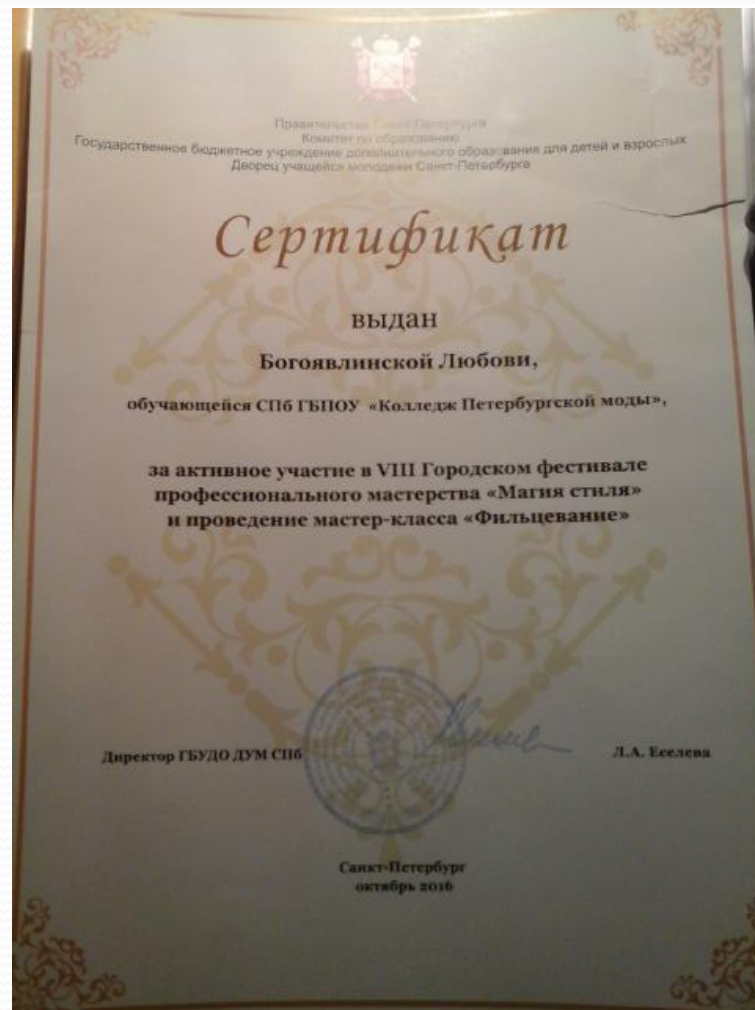 Правительство Санкт-Петербурга
Комитет по образованию
Государственное бюджетное учреждение дополнительного образования для детей и взрослых
Дворец учащейся молодежи Санкт-Петербурга
Сертификат
выдан
Богоявлинской Любови,
обучающейся СПб ГБПОУ «Колледж Петербургской моды»,
за активное участие в VIII Городском фестивале
профессионального мастерства «Магия стиля»
и проведение мастер-класса «Фильцевание»
Директор ГБУДО ДУМ СПб
Л.А. Еселева
Санкт-Петербург
октябрь 2016